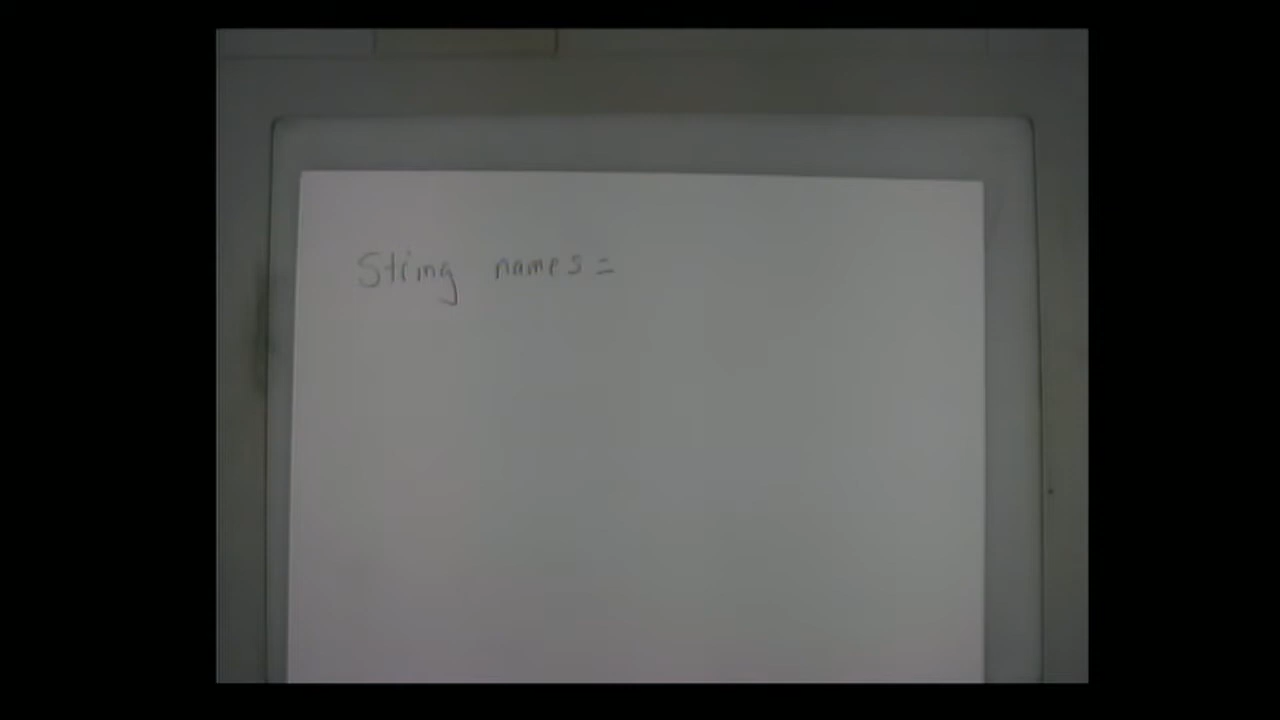 String names =